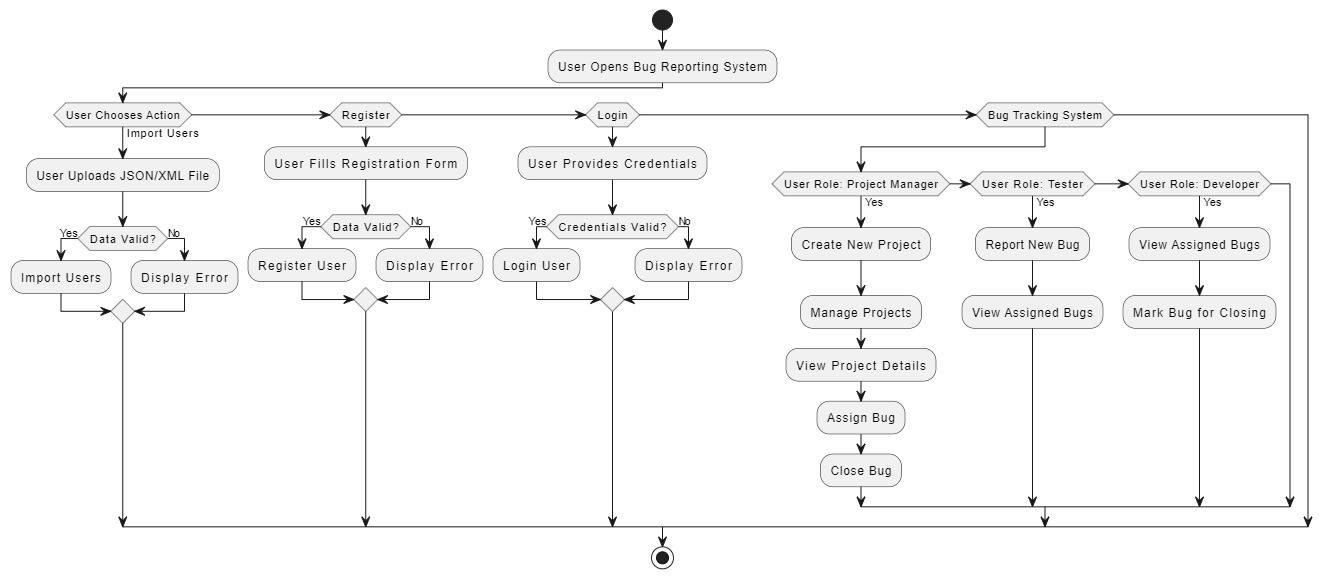 User Opens Bug Reporting System
User Chooses Action
Import Users
User Uploads JSON/XML File
Data Valid?
Yes
No
Import Users
Display Error
Register
User Fills Registration Form
Data Valid?
Yes
No
Register User
Display Error
Login
User Provides Credentials
Credentials Valid?
Yes
No
Login User
Display Error
Bug Tracking System
User Role: Project Manager
Yes
Create New Project
Manage Projects
View Project Details
Assign Bug
Close Bug
User Role: Tester
Yes
Report New Bug
View Assigned Bugs
User Role: Developer
Yes
View Assigned Bugs
Mark Bug for Closing